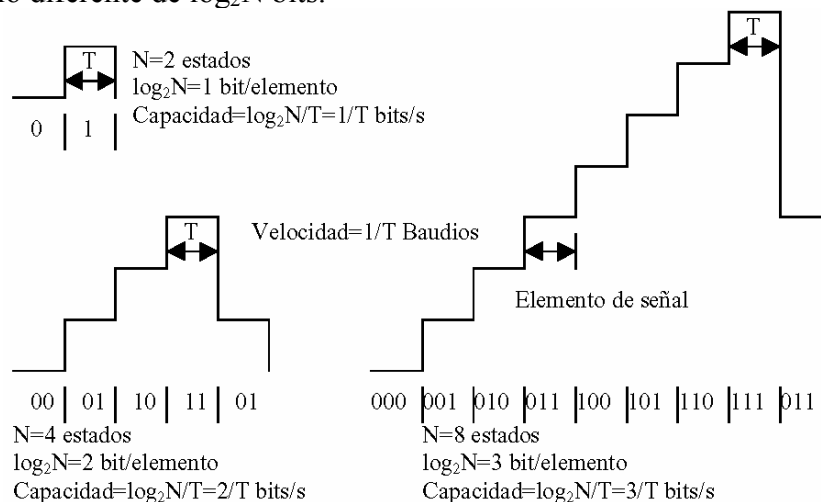 no diferente de log₂N bits.
T
N=2 estados
log₂N=1 bit/elemento
Capacidad=log₂N/T=1/T bits/s
0 1
T
T
Velocidad=1/T Baudios
Elemento de señal
00 01 10 11 01
N=4 estados
log₂N=2 bit/elemento
Capacidad=log₂N/T=2/T bits/s
000 001 010 011 100 101 110 111 011
N=8 estados
log₂N=3 bit/elemento
Capacidad=log₂N/T=3/T bits/s